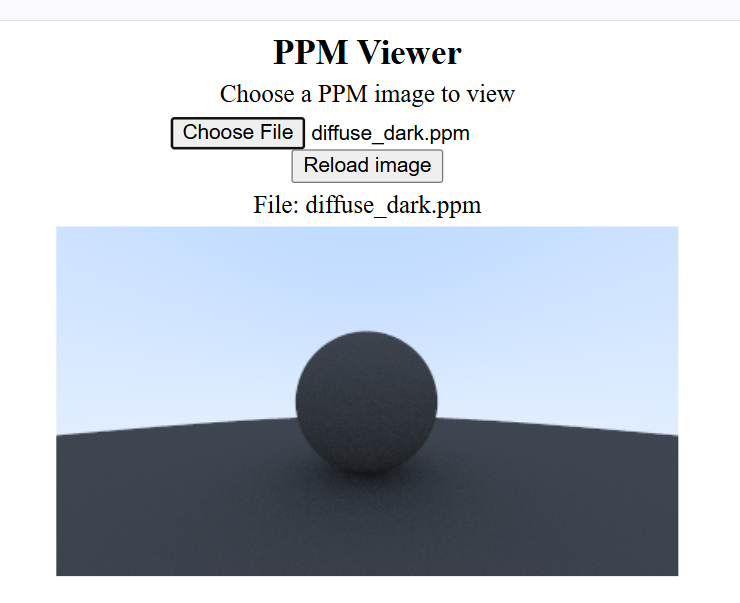 PPM Viewer
Choose a PPM image to view
Choose File diffuse_dark.ppm
Reload image
File: diffuse_dark.ppm